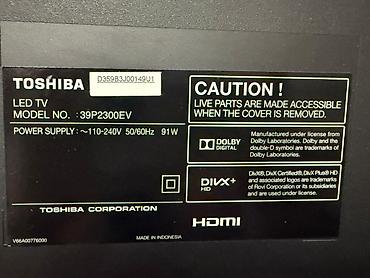 TOSHIBA
D359B3J00149U1
LED TV
MODEL NO. :39P2300EV
POWER SUPPLY: ~110-240V 50/60Hz 91W
TOSHIBA CORPORATION
V66A00776000
MADE IN INDONESIA
CAUTION !
LIVE PARTS ARE MADE ACCESSIBLE
WHEN THE COVER IS REMOVED.
DOLBY
DIGITAL
Manufactured under license from
Dolby Laboratories. Dolby and the
double-D symbol are trademarks of
Dolby Laboratories.
DIVX+
HD
DivX®, DivX Certified®, DivX Plus® HD
and associated logos are trademarks
of Rovi Corporation or its subsidiaries
and are used under license.
HDMI